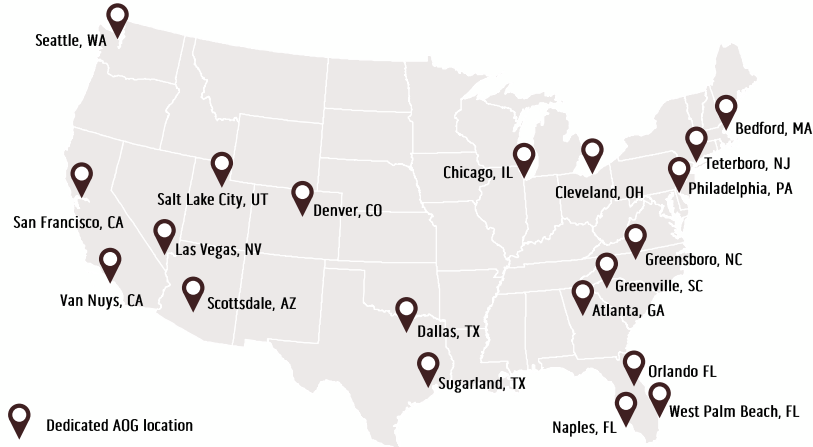 Seattle, WA
Bedford, MA
Teterboro, NJ
Chicago, IL
Cleveland, OH
Philadelphia, PA
Salt Lake City, UT
Denver, CO
San Francisco, CA
Las Vegas, NV
Greensboro, NC
Greenville, SC
Van Nuys, CA
Scottsdale, AZ
Atlanta, GA
Dallas, TX
Orlando FL
Sugarland, TX
West Palm Beach, FL
Naples, FL
Dedicated AOG location